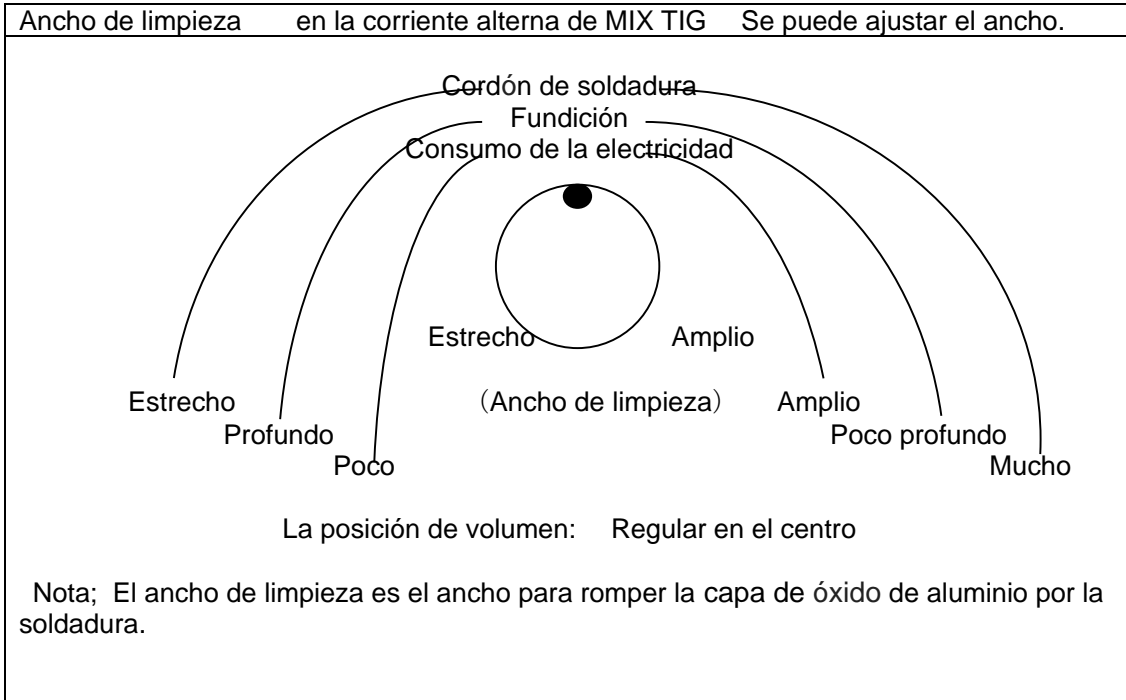 Ancho de limpieza en la corriente alterna de MIX TIG Se puede ajustar el ancho.
Cordón de soldadura
Fundición
Consumo de la electricidad
Estrecho Amplio
Estrecho (Ancho de limpieza) Amplio
Profundo Poco profundo
Poco Mucho
La posición de volumen: Regular en el centro
Nota; El ancho de limpieza es el ancho para romper la capa de óxido de aluminio por la
soldadura.